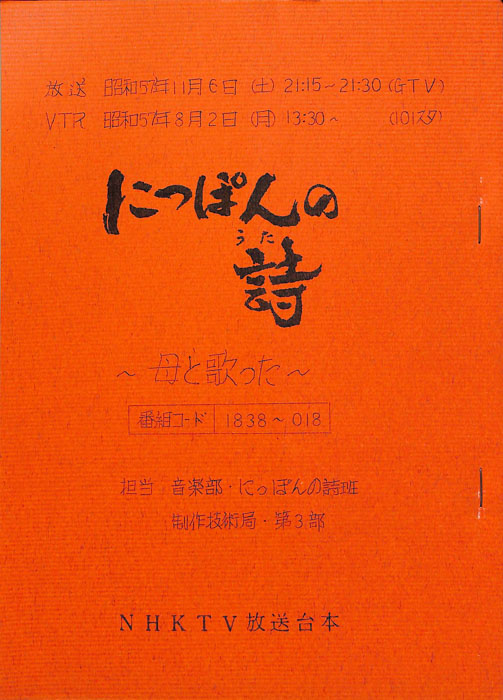 放送 昭和57年11月6日(土)21:15~21:30(GTV)
VTR 昭和57年8月2日(月)13:30~ (101スタ)
にっぽんの
うた
詩
~母と歌った~
番組コード 1838~018
担当 音楽部・にっぽんの詩班
制作技術局・第3部
NHKTV放送台本